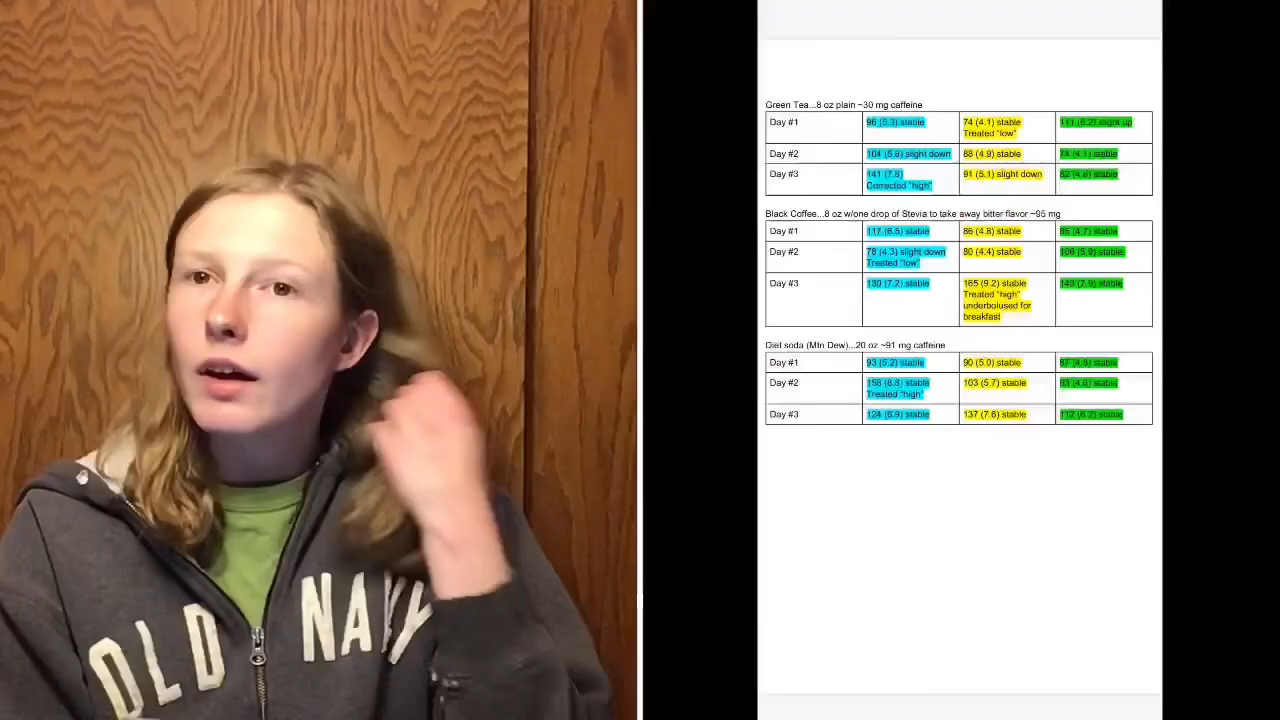 OLD NAVY
Green Tea...8 oz plain ~30 mg caffeine
Day #1 96 (5.3) stable 74 (4.1) stable 111 (6.2) slight up
Treated "low"
Day #2 104 (5.8) slight down 88 (4.9) stable 74 (4.1) stable
Day #3 141 (7.8) 91 (5.1) slight down 82 (4.6) stable
Corrected "high"
Black Coffee...8 oz w/one drop of Stevia to take away bitter flavor ~95 mg
Day #1 117 (6.5) stable 86 (4.8) stable 85 (4.7) stable
Day #2 78 (4.3) slight down 80 (4.4) stable 106 (5.9) stable
Treated "low"
Day #3 130 (7.2) stable 165 (9.2) stable 143 (7.9) stable
Treated "high"
underbolused for
breakfast
Diet soda (Mtn Dew)...20 oz ~91 mg caffeine
Day #1 93 (5.2) stable 90 (5.0) stable 87 (4.8) stable
Day #2 158 (8.8) stable 103 (5.7) stable 83 (4.6) stable
Treated "high"
Day #3 124 (6.9) stable 137 (7.6) stable 112 (6.2) stable